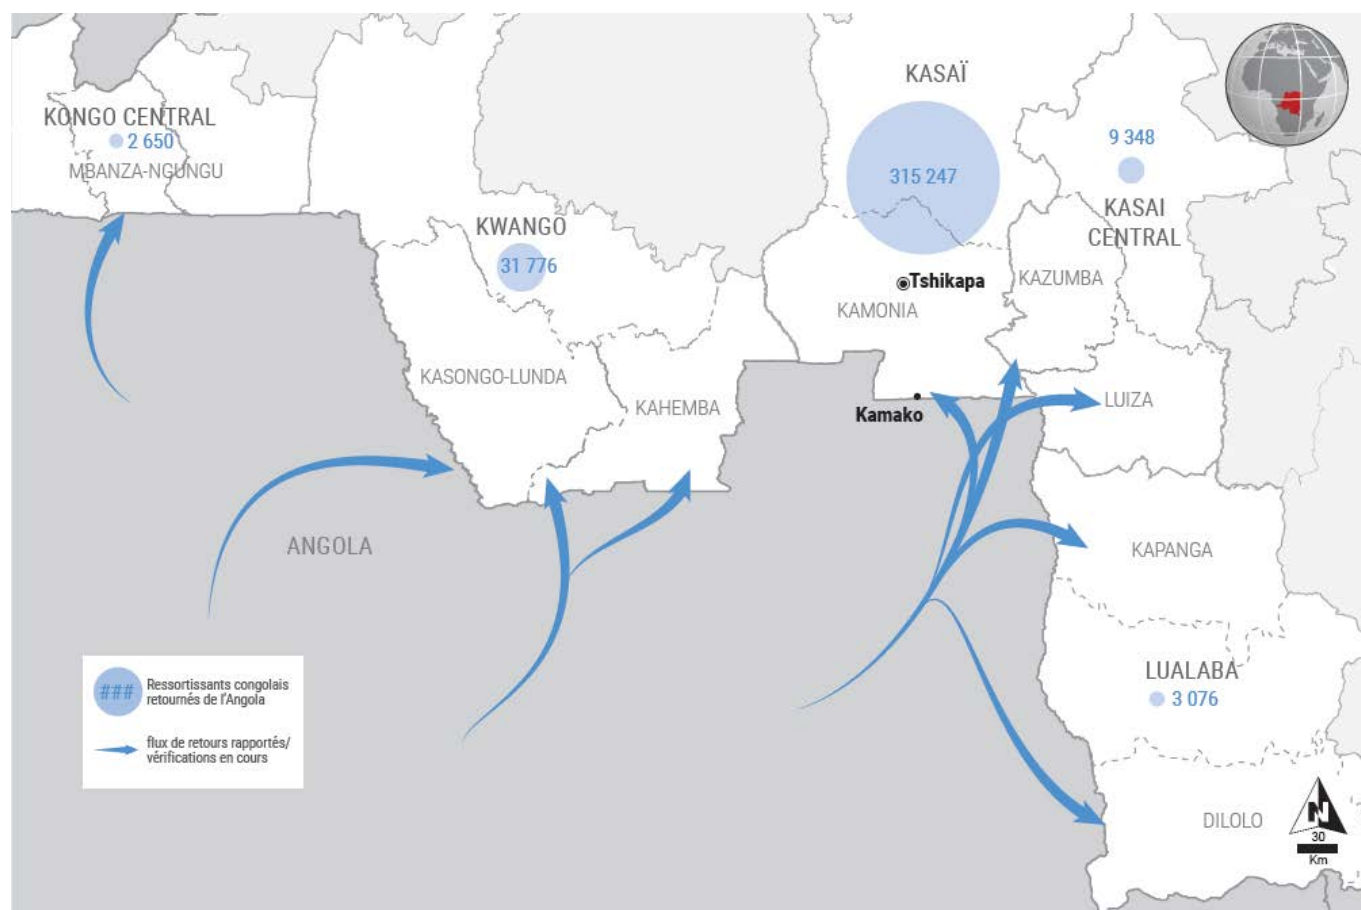 KASAÏ
KONGO CENTRAL
2 650
MBANZA-NGUNGU
9 348
315 247
KASAI
CENTRAL
KWANGO
31 776
KAZUMBA
Tshikapa
KAMONIA
KASONGO-LUNDA
KAHEMBA
LUIZA
Kamako
ANGOLA
KAPANGA
LUALABA
3 076
###
Ressortissants congolais
retournés de l'Angola
flux de retours rapportés/
vérifications en cours
DILOLO
N
30
Km